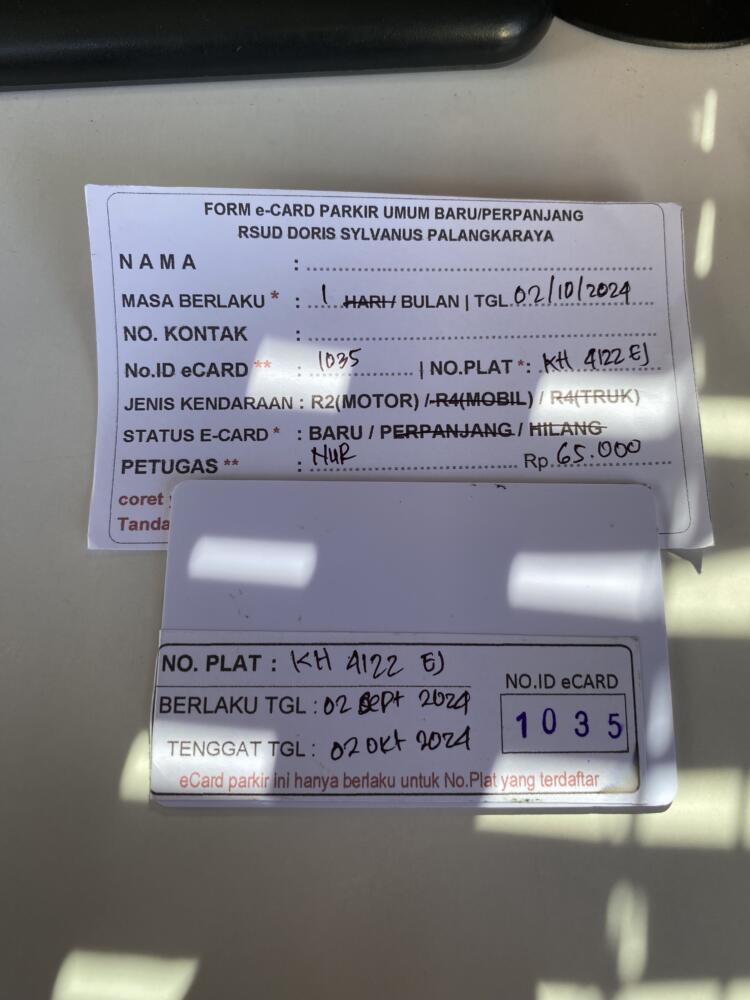 FORM e-CARD PARKIR UMUM BARU/PERPANJANG
RSUD DORIS SYLVANUS PALANGKARAYA
N A M A :
MASA BERLAKU * : 1 HARI/ BULAN | TGL. 02/10/2024
NO. KONTAK :
No.ID eCARD ** : 1035 | NO.PLAT *: KH 4122 EJ
JENIS KENDARAAN : R2(MOTOR) / R4(MOBIL) / R4(TRUK)
STATUS E-CARD * : BARU / PERPANJANG / HILANG
PETUGAS ** : NUR Rp. 65.000
coret
Tanda
NO. PLAT : KH 4122 EJ
BERLAKU TGL : 02 Sept 2024
TENGGAT TGL : 02 Okt 2024
NO.ID eCARD
1035
eCard parkir ini hanya berlaku untuk No.Plat yang terdaftar